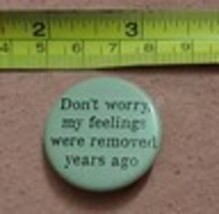 2 3
4 5 6 7 8 9
Don't worry,
my feelings
were removed
years ago